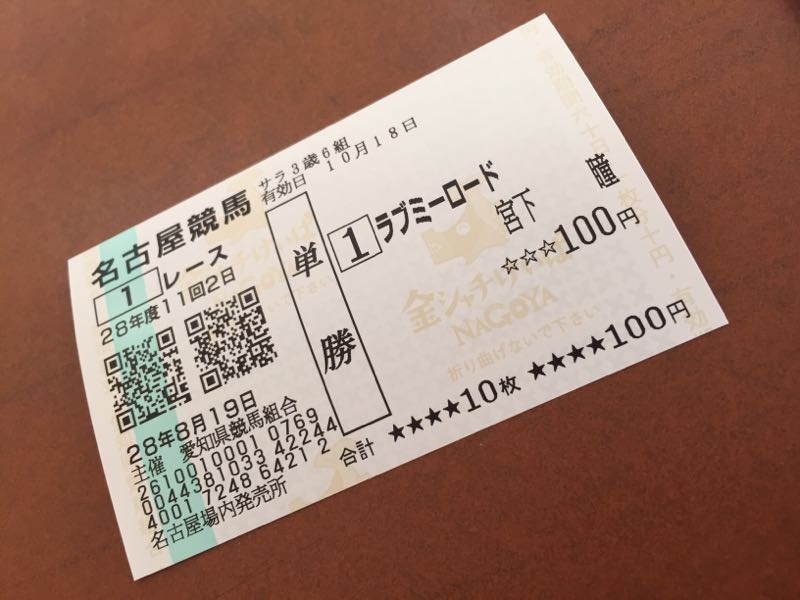 名古屋競馬
サラ3歳6組
有効日 10月18日
1 レース
28年度11回2日
28年8月19日
主催 愛知県競馬組合
2610010001 0769
0044381033 42244
4001 7248 6421 2
名古屋場内発売所
単勝
1 ラブミーロード
宮下 瞳
☆☆☆100円
合計 ★★★★10枚 ★★★★100円
金シャチけいば
NAGOYA
折り曲げないで下さい